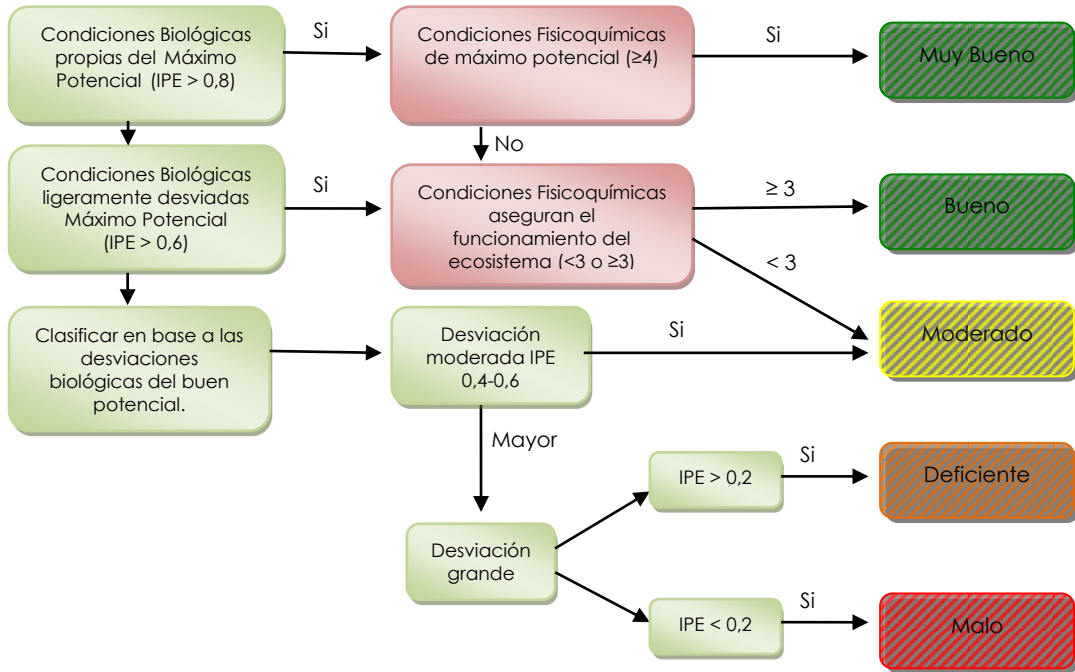 Condiciones Biológicas
propias del Máximo
Potencial (IPE > 0,8)
Si
Condiciones Fisicoquímicas
de máximo potencial (≥4)
Si
Muy Bueno
No
Condiciones Biológicas
ligeramente desviadas
Máximo Potencial
(IPE > 0,6)
Si
Condiciones Fisicoquímicas
aseguran el
funcionamiento del
ecosistema (<3 o ≥3)
≥ 3
Bueno
< 3
Clasificar en base a las
desviaciones
biológicas del buen
potencial.
Desviación
moderada IPE
0,4-0,6
Si
Moderado
Mayor
IPE > 0,2
Si
Deficiente
Desviación
grande
IPE < 0,2
Si
Malo